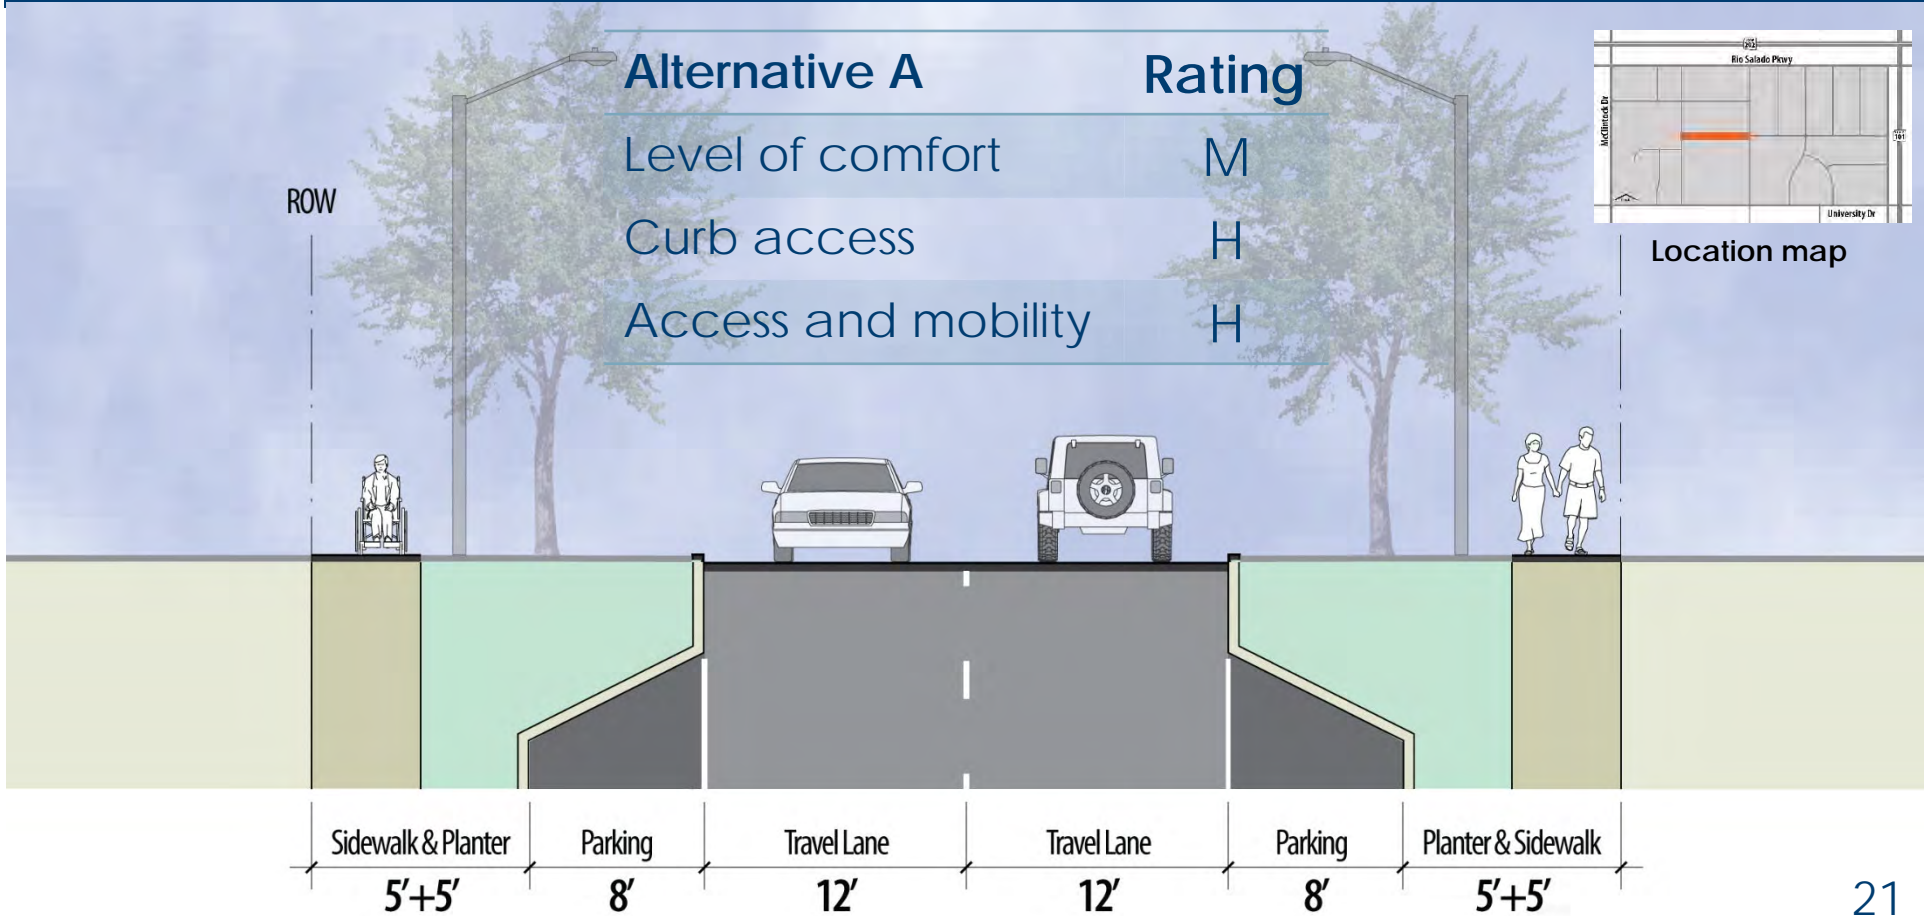 Alternative A Rating
Level of comfort M
Curb access H
Access and mobility H
ROW
202
Rio Salado Pkwy
McClintock Dr
101
University Dr
Location map
Sidewalk & Planter Parking Travel Lane Travel Lane Parking Planter & Sidewalk
5'+5' 8' 12' 12' 8' 5'+5'
21